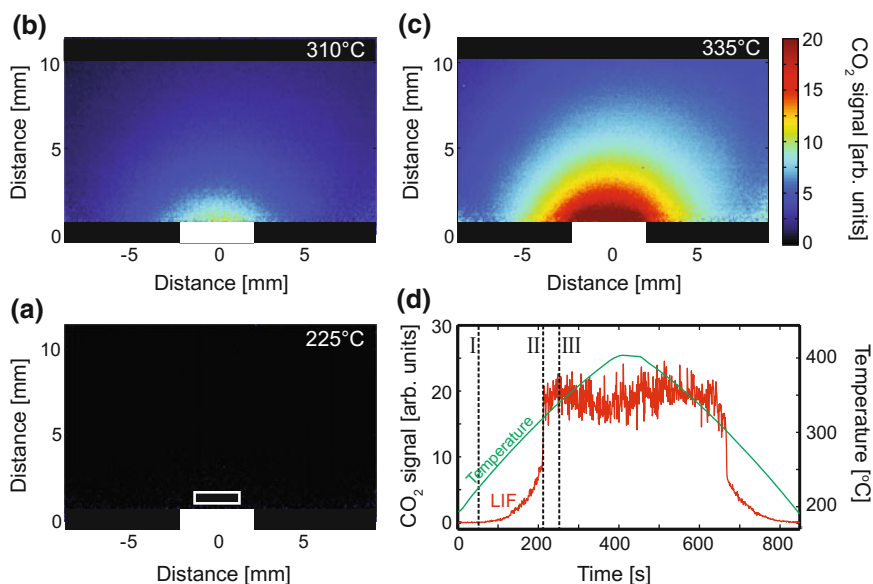 (b)
310°C
10
5
0
Distance [mm]
-5
0
5
Distance [mm]
(c)
335°C
10
5
0
Distance [mm]
-5
0
5
Distance [mm]
20
15
10
5
0
CO2 signal [arb. units]
(a)
225°C
10
5
0
Distance [mm]
-5
0
5
Distance [mm]
(d)
30
20
10
0
CO2 signal [arb. units]
I
II
III
Temperature
LIF
400
300
200
Temperature [°C]
0
200
400
600
800
Time [s]